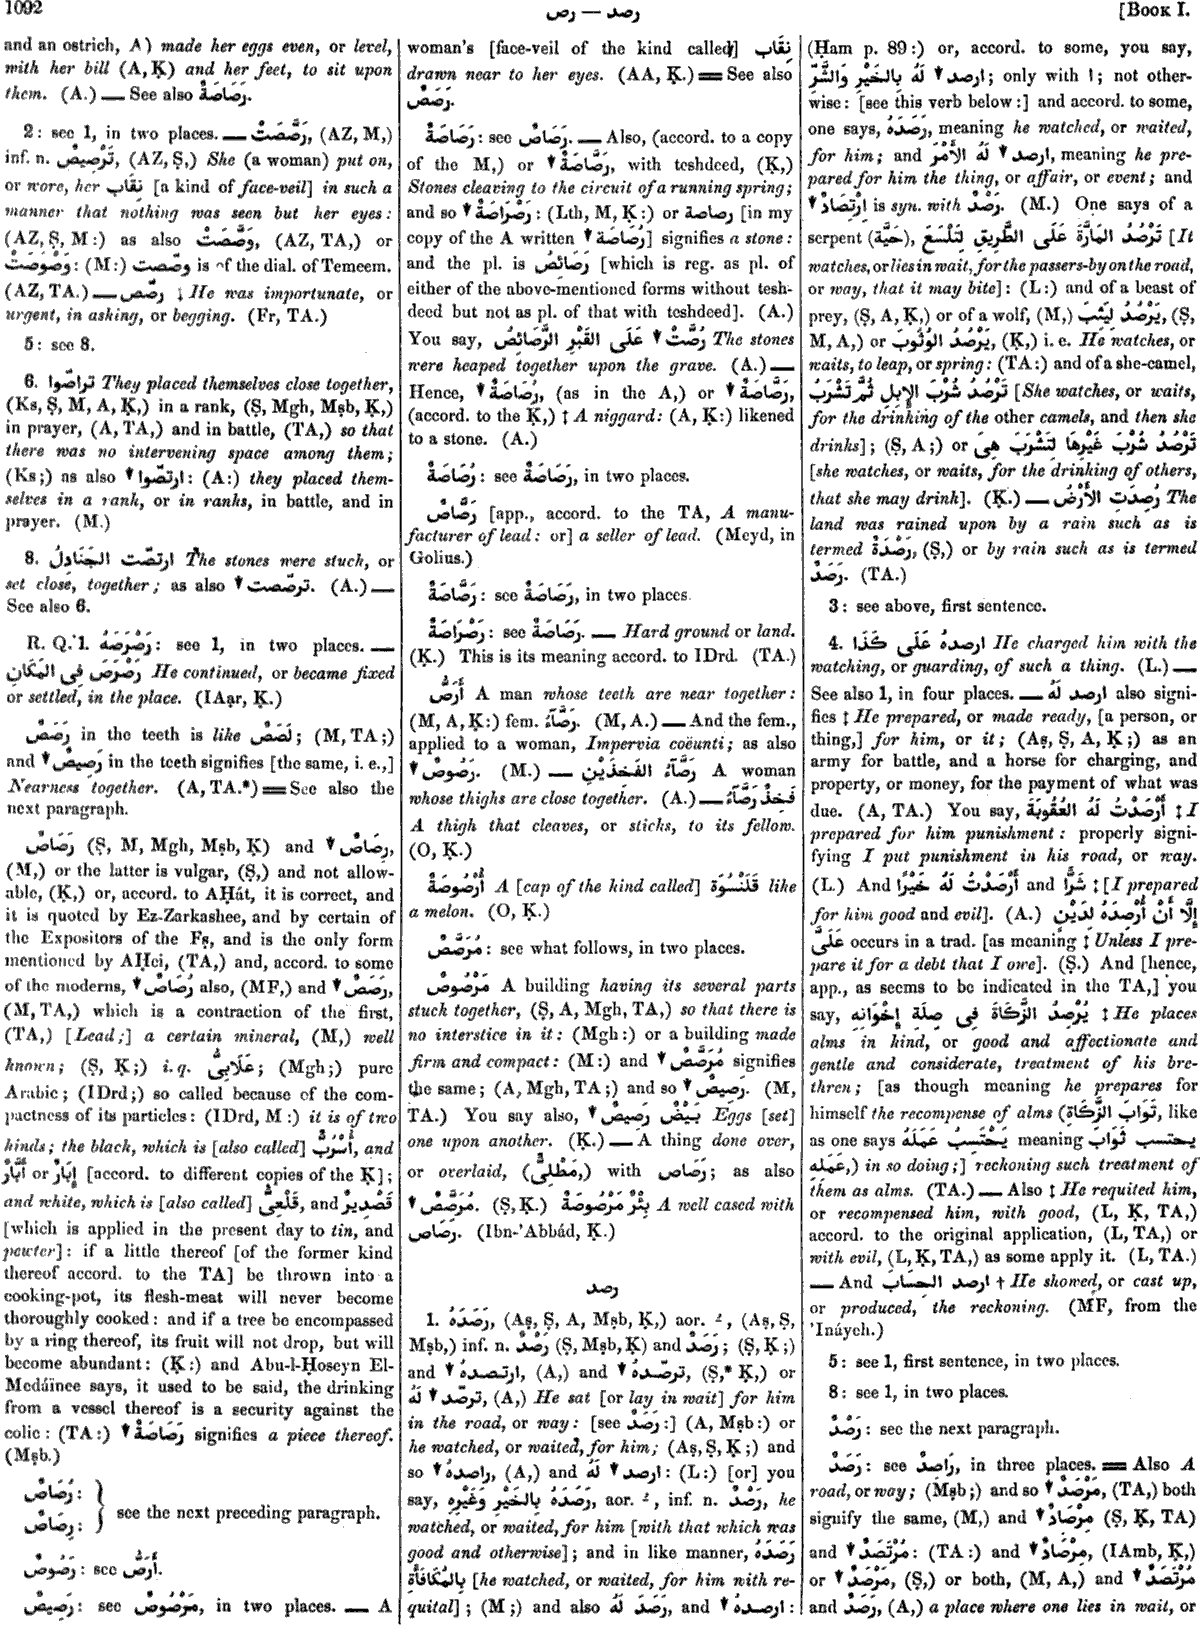 1092
رصد — رص
[BOOK I.
and an ostrich, A) made her eggs even, or level,
with her bill (A, Ḳ) and her feet, to sit upon
them. (A.) — See also رَصَاصَةٌ.
2: see 1, in two places. — رَصَّصَتْ, (AZ, M,)
inf. n. تَرْصِيصٌ, (AZ, Ṣ,) She (a woman) put on,
or wore, her نِقَاب [a kind of face-veil] in such a
manner that nothing was seen but her eyes:
(AZ, Ṣ, M:) as also وَصَّصَتْ, (AZ, TA,) or
وَصْوَصَتْ: (M:) وصّصت is of the dial. of Temeem.
(AZ, TA.) — رصّص ‡ He was importunate, or
urgent, in asking, or begging. (Fr, TA.)
5: see 8.
6. تراصّوا They placed themselves close together,
(Ks, Ṣ, M, A, Ḳ,) in a rank, (Ṣ, Mgh, Mṣb, Ḳ,)
in prayer, (A, TA,) and in battle, (TA,) so that
there was no intervening space among them;
(Ks;) as also ▼ ارتصّوا: (A:) they placed them-
selves in a rank, or in ranks, in battle, and in
prayer. (M.)
8. ارتصّت الجَنَادِلُ The stones were stuck, or
set close, together; as also ▼ ترصّصت. (A.) —
See also 6.
R. Q. 1. رَصْرَصَهُ: see 1, in two places. —
رَصْرَصَ فِى المَكَانِ He continued, or became fixed
or settled, in the place. (IAạr, Ḳ.)
رَصَصٌ in the teeth is like لَصَصٌ; (M, TA;)
and ▼ رَصِيصٌ in the teeth signifies [the same, i. e.,]
Nearness together. (A, TA.*) = See also the
next paragraph.
رَصَاصٌ (Ṣ, M, Mgh, Mṣb, Ḳ) and ▼ رِصَاصٌ,
(M,) or the latter is vulgar, (Ṣ,) and not allow-
able, (Ḳ,) or, accord. to AḤát, it is correct, and
it is quoted by Ez-Zarkashee, and by certain of
the Expositors of the Fṣ, and is the only form
mentioned by AḤei, (TA,) and, accord. to some
of the moderns, ▼ رُصَاصٌ also, (MF,) and ▼ رَصَصٌ,
(M, TA,) which is a contraction of the first,
(TA,) [Lead;] a certain mineral, (M,) well
known; (Ṣ, Ḳ;) i. q. عَلَابِىٌّ; (Mgh;) pure
Arabic; (IDrd;) so called because of the com-
pactness of its particles: (IDrd, M:) it is of two
kinds; the black, which is [also called] أُسْرُبٌّ, and
أَبَّارٌ or إِبَارٌ [accord. to different copies of the Ḳ];
and white, which is [also called] قَلْعِىٌّ, and قَصْدِيرٌ
[which is applied in the present day to tin, and
pewter]: if a little thereof [of the former kind
thereof accord. to the TA] be thrown into a
cooking-pot, its flesh-meat will never become
thoroughly cooked: and if a tree be encompassed
by a ring thereof, its fruit will not drop, but will
become abundant: (Ḳ:) and Abu-l-Ḥoseyn El-
Medáinee says, it used to be said, the drinking
from a vessel thereof is a security against the
colic: (TA:) ▼ رَصَاصَةٌ signifies a piece thereof.
(Mṣb.)
رُصَاصٌ:
رِصَاصٌ: } see the next preceding paragraph.
رَصُوصٌ: see أَرَصُّ.
رَصِيصٌ: see مَرْصُوصٌ, in two places. — A
woman's [face-veil of the kind called] نِقَاب
drawn near to her eyes. (AA, Ḳ.) = See also
رَصَصٌ.
رَصَاصَةٌ: see رَصَاصٌ. — Also, (accord. to a copy
of the M,) or ▼ رَصَّاصَةٌ, with teshdeed, (Ḳ,)
Stones cleaving to the circuit of a running spring;
and so ▼ رَصْرَاصَةٌ: (Lth, M, Ḳ:) or رصاصة [in my
copy of the A written ▼ رُصَاصَة] signifies a stone:
and the pl. is رَصَائِصُ [which is reg. as pl. of
either of the above-mentioned forms without tesh-
deed but not as pl. of that with teshdeed]. (A.)
You say, رُصَّتْ ▼ عَلَى القَبْرِ الرَّصَائِصُ The stones
were heaped together upon the grave. (A.) —
Hence, ▼ رُصَاصَةٌ, (as in the A,) or ▼ رَصَّاصَةٌ,
(accord. to the Ḳ,) ‡ A niggard: (A, Ḳ:) likened
to a stone. (A.)
رُصَاصَةٌ: see رَصَاصَةٌ, in two places.
رَصَّاصٌ [app., accord. to the TA, A manu-
facturer of lead: or] a seller of lead. (Meyd, in
Golius.)
رَصَّاصَةٌ: see رَصَاصَةٌ, in two places.
رَصْرَاصَةٌ: see رَصَاصَةٌ. — Hard ground or land.
(Ḳ.) This is its meaning accord. to IDrd. (TA.)
أَرَصُّ A man whose teeth are near together:
(M, A, Ḳ:) fem. رَصَّآءُ. (M, A.) — And the fem.,
applied to a woman, Impervia coëunti; as also
▼ رَصُوصٌ. (M.) — رَصَّآءُ الفَخِذَيْنِ A woman
whose thighs are close together. (A.) — فَخِذٌ رَصَّآءُ
A thigh that cleaves, or sticks, to its fellow.
(O, Ḳ.)
أُرْصُوصَةٌ A [cap of the kind called] قَلَنْسُوَة like
a melon. (O, Ḳ.)
مُرَصَّصٌ: see what follows, in two places.
مَرْصُوصٌ A building having its several parts
stuck together, (Ṣ, A, Mgh, TA,) so that there is
no interstice in it: (Mgh:) or a building made
firm and compact: (M:) and ▼ مُرَصَّصٌ signifies
the same; (A, Mgh, TA;) and so ▼ رَصِيصٌ. (M,
TA.) You say also, ▼ بَيْضٌ رَصِيصٌ Eggs [set]
one upon another. (Ḳ.) — A thing done over,
or overlaid, (مَطْلِىٌّ,) with رَصَاص; as also
▼ مُرَصَّصٌ. (Ṣ, Ḳ.) بِئْرٌ مَرْصُوصَةٌ A well cased with
رَصَاص. (Ibn-'Abbád, Ḳ.)
رصد
1. رَصَدَهُ, (Aṣ, Ṣ, A, Mṣb, Ḳ,) aor. ـُ, (Aṣ, Ṣ,
Mṣb,) inf. n. رَصْدٌ (Ṣ, Mṣb, Ḳ) and رَصَدٌ; (Ṣ, Ḳ;)
and ▼ ارتصدهُ, (A,) and ▼ ترصّدهُ, (Ṣ,* Ḳ,) or
▼ ترصّد لَهُ, (A,) He sat [or lay in wait] for him
in the road, or way: [see رَصَدٌ:] (A, Mṣb:) or
he watched, or waited, for him; (Aṣ, Ṣ, Ḳ;) and
so ▼ راصدهُ, (A,) and ▼ ارصد لَهُ: (L:) [or] you
say, رَصَدَهُ بِالخَيْرِ وَغَيْرِهِ, aor. ـُ, inf. n. رَصْدٌ, he
watched, or waited, for him [with that which was
good and otherwise]; and in like manner, رَصَدَهُ
بِالمُكَافَأَةِ [he watched, or waited, for him with re-
quital]; (M;) and also رَصَدَ لَهُ, and ▼ ارصدهُ:
(Ḥam p. 89:) or, accord. to some, you say,
ارصد ▼ لَهُ بِالخَيْرِ وَالشَّرِّ; only with ا; not other-
wise: [see this verb below:] and accord. to some,
one says, رَصَدَهُ, meaning he watched, or waited,
for him; and ارصد ▼ لَهُ الأَمْرَ, meaning he pre-
pared for him the thing, or affair, or event; and
▼ اِرْتِصَادٌ is syn. with رَصْدٌ. (M.) One says of a
serpent (حَيَّة), تَرْصُدُ المَارَّةَ عَلَى الطَّرِيقِ لِتَلْسَعَ [It
watches, or lies in wait, for the passers-by on the road,
or way, that it may bite]: (L:) and of a beast of
prey, (Ṣ, A, Ḳ,) or of a wolf, (M,) يَرْصُدُ لِيَثِبَ, (Ṣ,
M, A,) or يَرْصُدُ الوُثُوبَ, (Ḳ,) i. e. He watches, or
waits, to leap, or spring: (TA:) and of a she-camel,
تَرْصُدُ شُرْبَ الإِبِلِ ثُمَّ تَشْرَبُ [She watches, or waits,
for the drinking of the other camels, and then she
drinks]; (Ṣ, A;) or تَرْصُدُ شُرْبَ غَيْرِهَا لِتَشْرَبَ هِىَ
[she watches, or waits, for the drinking of others,
that she may drink]. (Ḳ.) — رُصِدَتِ الأَرْضُ The
land was rained upon by a rain such as is
termed رَصْدَةٌ, (Ṣ,) or by rain such as is termed
رَصَدٌ. (TA.)
3: see above, first sentence.
4. ارصدهُ عَلَى كَذَا He charged him with the
watching, or guarding, of such a thing. (L.) —
See also 1, in four places. — ارصد لَهُ also signi-
fies ‡ He prepared, or made ready, [a person, or
thing,] for him, or it; (Aṣ, Ṣ, A, Ḳ;) as an
army for battle, and a horse for charging, and
property, or money, for the payment of what was
due. (A, TA.) You say, أَرْصَدْتُ لَهُ العُقُوبَةَ ‡ I
prepared for him punishment: properly signi-
fying I put punishment in his road, or way.
(L.) And أَرْصَدْتُ لَهُ خَيْرًا and شَرًّا ‡ [I prepared
for him good and evil]. (A.) إِلَّا أَنْ أُرْصِدَهُ لِدَيْنٍ
عَلَىَّ occurs in a trad. [as meaning ‡ Unless I pre-
pare it for a debt that I owe]. (Ṣ.) And [hence,
app., as seems to be indicated in the TA,] you
say, يُرْصِدُ الزَّكَاةَ فِى صِلَةِ إِخْوَانِهِ ‡ He places
alms in kind, or good and affectionate and
gentle and considerate, treatment of his bre-
thren; [as though meaning he prepares for
himself the recompense of alms (ثَوَابَ الزَّكَاةِ, like
as one says يَحْتَسِبُ عَمَلَهُ meaning يحتسب ثَوَاب
عَمَلِهِ,) in so doing;] reckoning such treatment of
them as alms. (TA.) — Also ‡ He requited him,
or recompensed him, with good, (L, Ḳ, TA,)
accord. to the original application, (L, TA,) or
with evil, (L, Ḳ, TA,) as some apply it. (L, TA.)
— And ارصد الحِسَابَ † He showed, or cast up,
or produced, the reckoning. (MF, from the
'Ináyeh.)
5: see 1, first sentence, in two places.
8: see 1, in two places.
رَصْدٌ: see the next paragraph.
رَصَدٌ: see رَاصِدٌ, in three places. = Also A
road, or way; (Mṣb;) and so ▼ مَرْصَدٌ, (TA,) both
signify the same, (M,) and ▼ مِرْصَادٌ (Ṣ, Ḳ, TA)
and ▼ مُرْتَصَدٌ: (TA:) and ▼ مِرْصَادٌ, (IAmb, Ḳ,)
or ▼ مَرْصَدٌ, (Ṣ,) or both, (M, A,) and ▼ مُرْتَصَدٌ
and رَصَدٌ, (A,) a place where one lies in wait, or